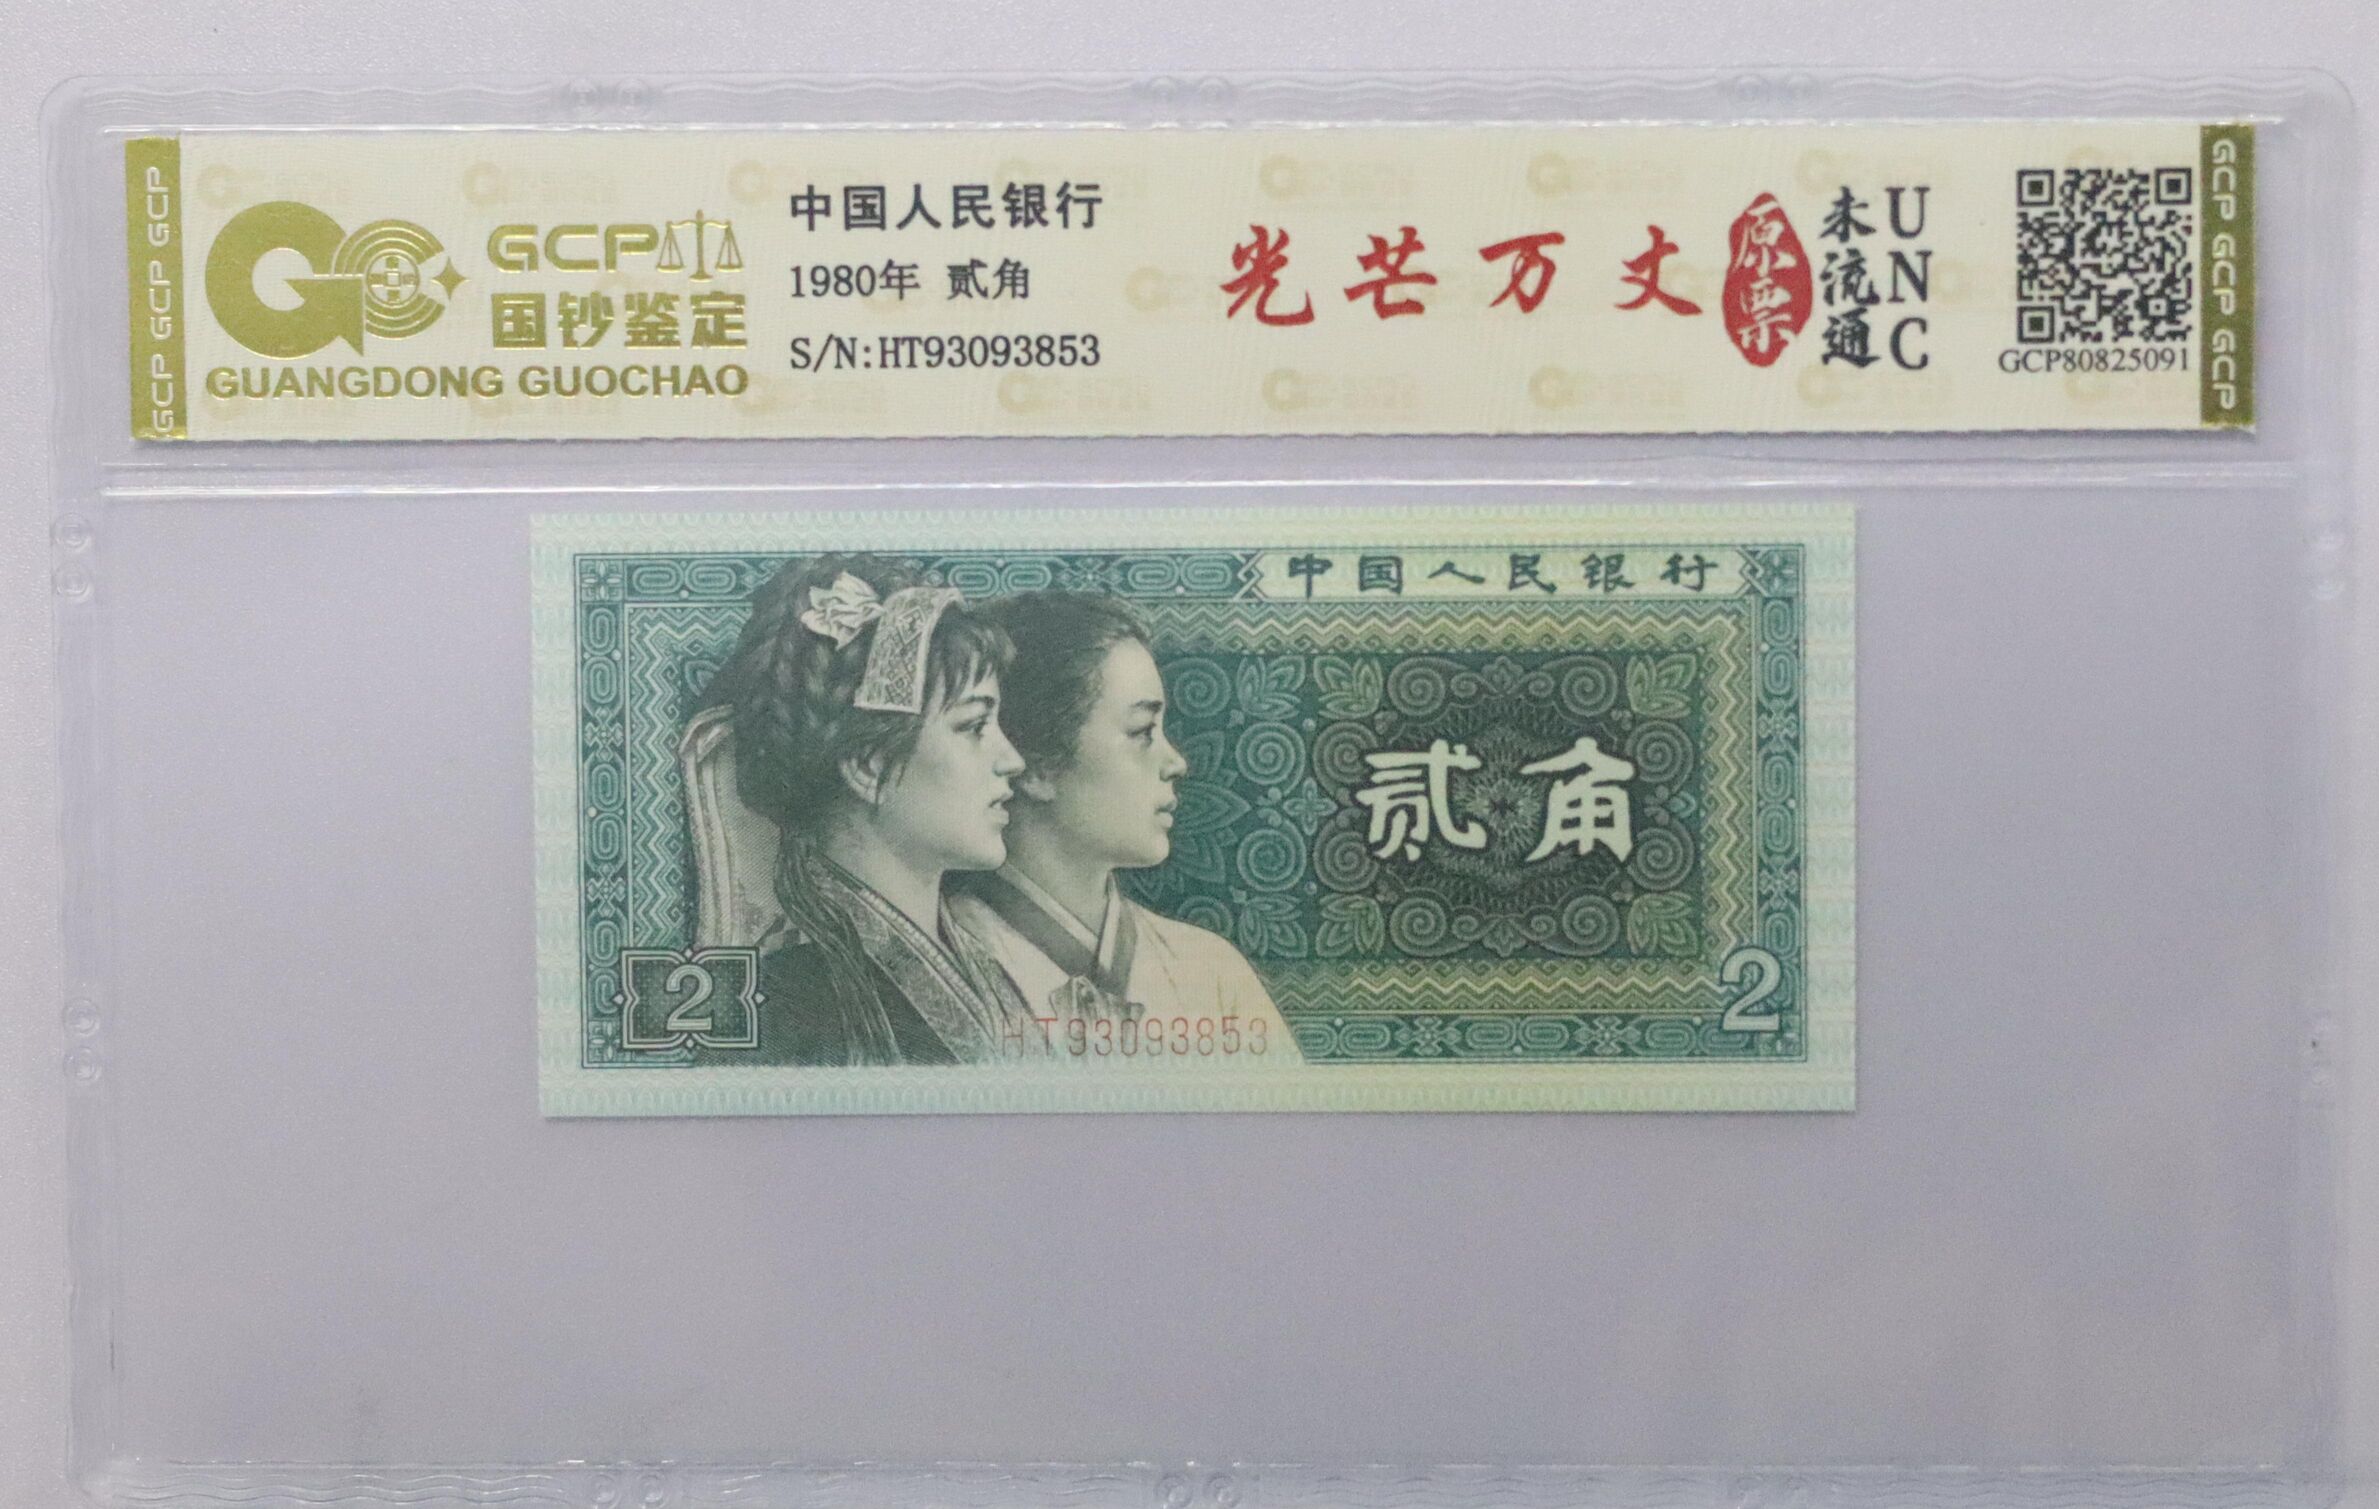 GCP GCP GCP
GCP
国钞鉴定
GUANGDONG GUOCHAO
中国人民银行
1980年 贰角
S/N:HT93093853
光芒万丈
原票
未流通
UNC
GCP80825091
GCP GCP GCP
中国人民银行
贰角
2
2
HT93093853